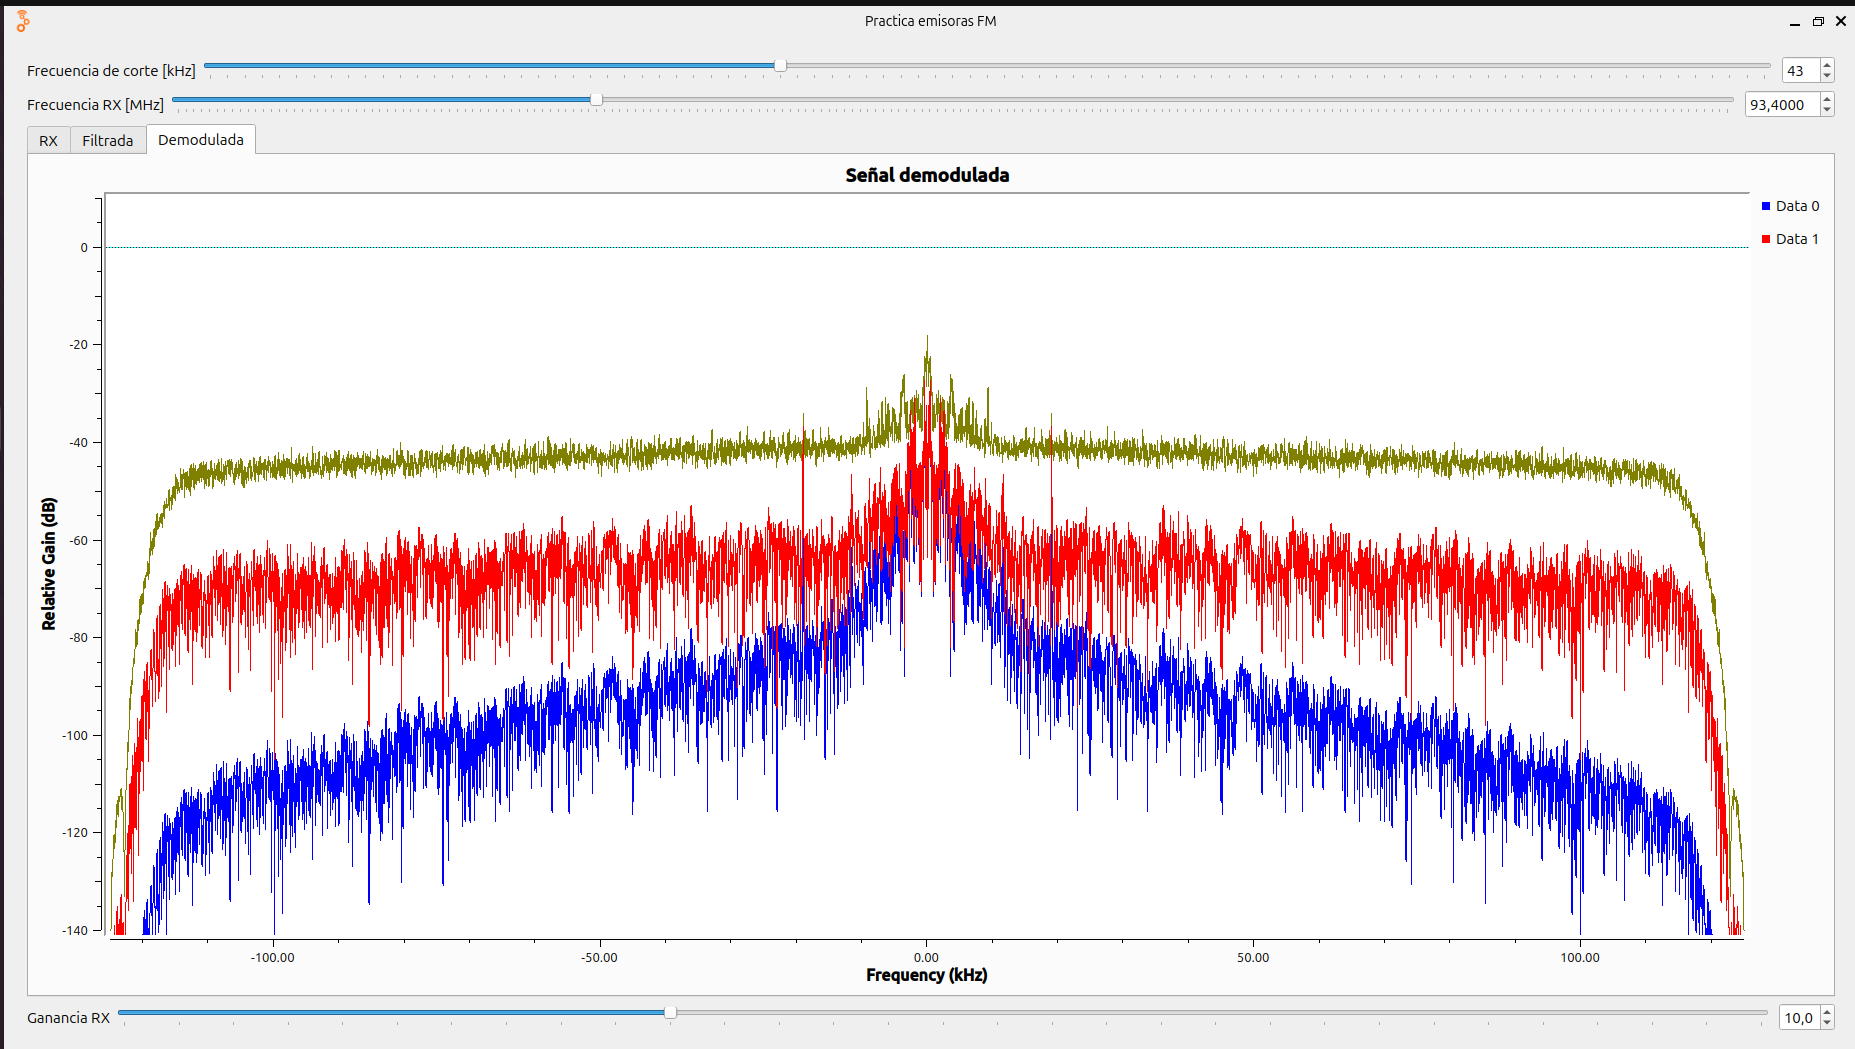 Practica emisoras FM
Frecuencia de corte [kHz]
43
Frecuencia RX [MHz]
93,4000
RX Filtrada Demodulada
Señal demodulada
Data 0
Data 1
0
-20
-40
-60
-80
-100
-120
-140
Relative Gain (dB)
-100.00 -50.00 0.00 50.00 100.00
Frequency (kHz)
Ganancia RX
10,0